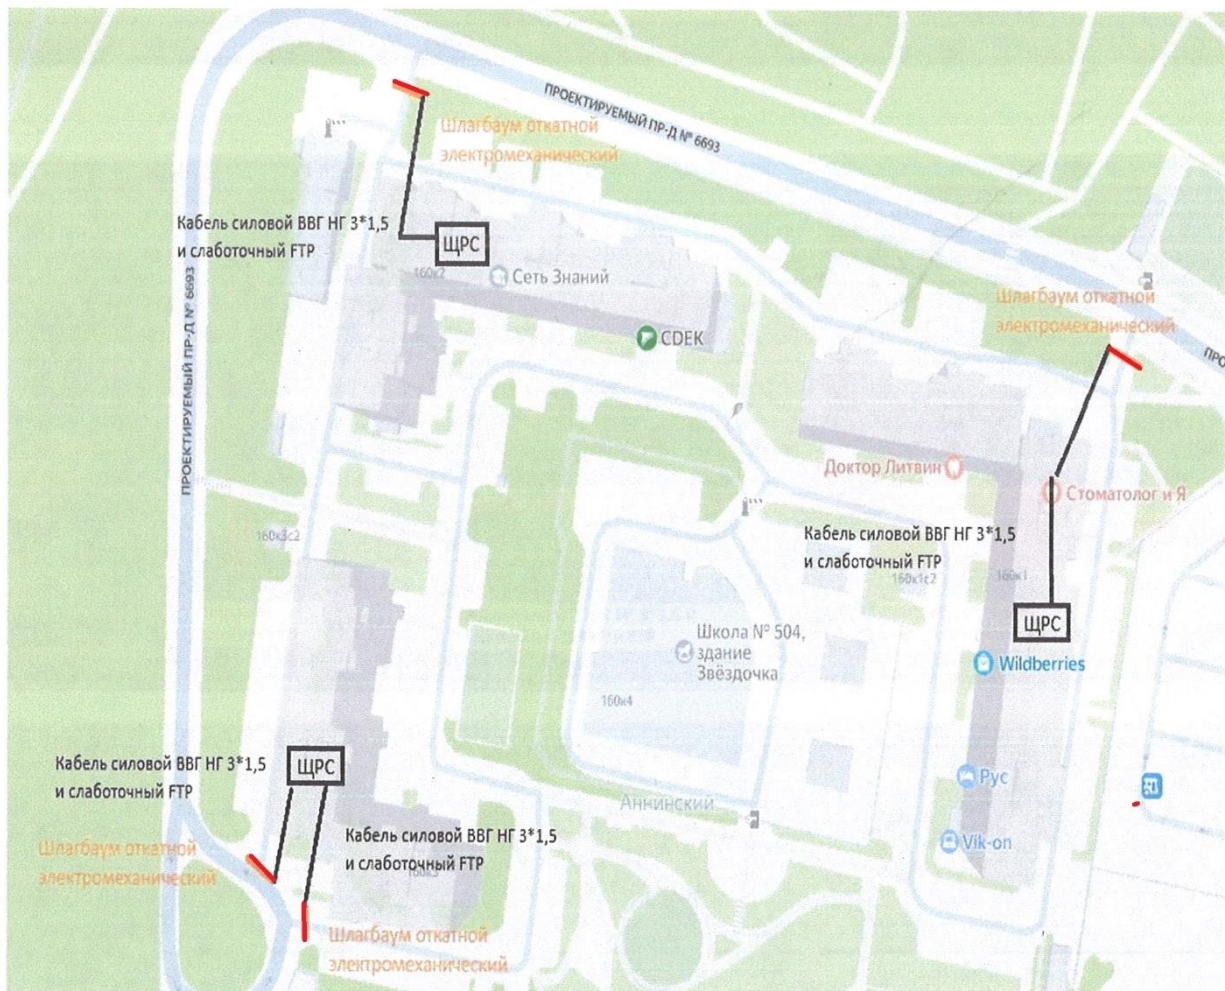 ПРОЕКТИРУЕМЫЙ ПР-Д № 6693
Шлагбаум откатной
электромеханический
Кабель силовой ВВГ НГ 3*1,5
и слаботочный FTP
ЩРС
160к2
Сеть Знаний
CDEK
Шлагбаум откатной
электромеханический
ПРО
ПРОЕКТИРУЕМЫЙ ПР-Д № 6693
Доктор Литвин
Стоматолог и Я
160к3с2
Кабель силовой ВВГ НГ 3*1,5
и слаботочный FTP
160к1с2
160к1
ЩРС
Школа № 504,
здание
Звёздочка
Wildberries
160к4
Кабель силовой ВВГ НГ 3*1,5
и слаботочный FTP
ЩРС
Рус
Аннинский
Vik-on
Кабель силовой ВВГ НГ 3*1,5
и слаботочный FTP
160к3
Шлагбаум откатной
электромеханический
Шлагбаум откатной
электромеханический